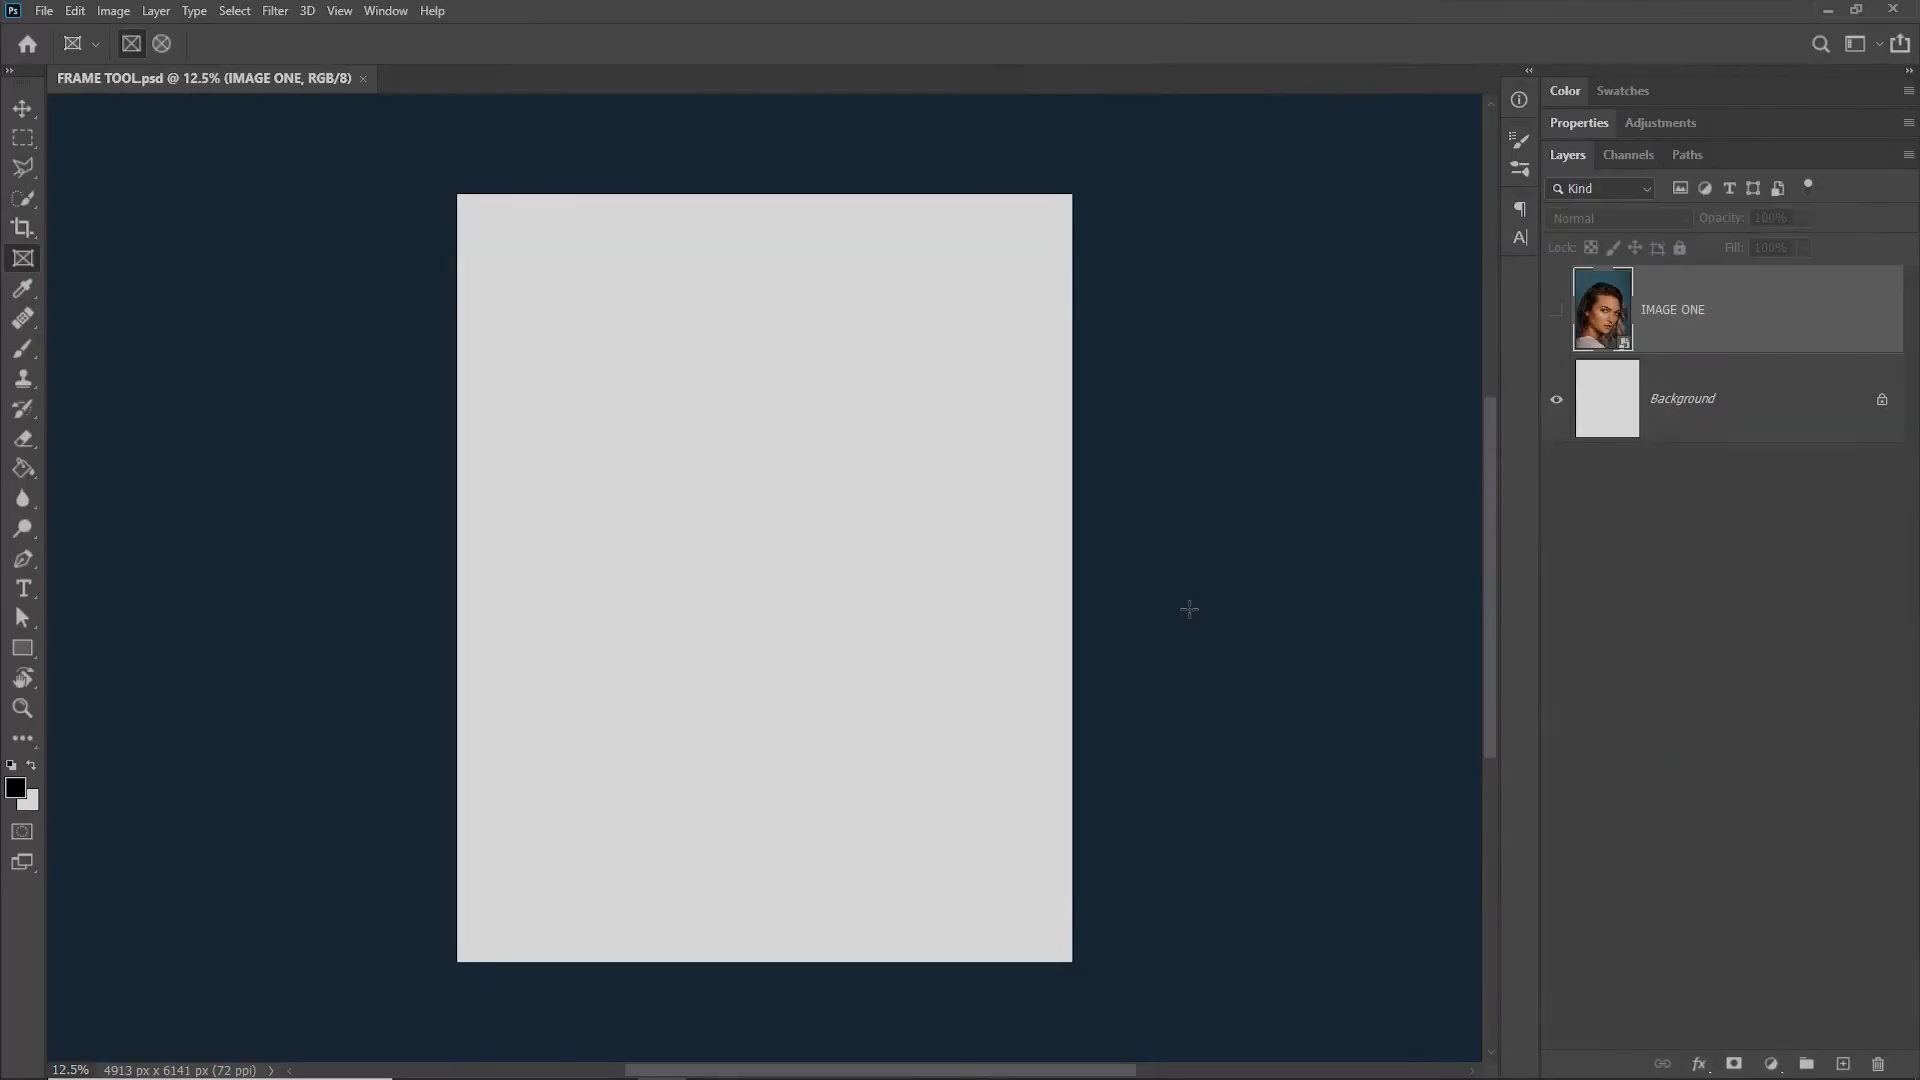 Ps File Edit Image Layer Type Select Filter 3D View Window Help
FRAME TOOL.psd @ 12.5% (IMAGE ONE, RGB/8) ×
Color Swatches
Properties Adjustments
Layers Channels Paths
Kind
Normal Opacity: 100%
Lock: Fill: 100%
IMAGE ONE
Background
12.5% 4913 px x 6141 px (72 ppi)
fx